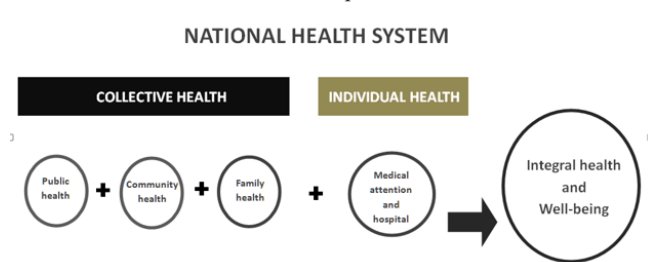 NATIONAL HEALTH SYSTEM
COLLECTIVE HEALTH
INDIVIDUAL HEALTH
Public
health
Community
health
Family
health
Medical
attention
and
hospital
Integral health
and
Well-being